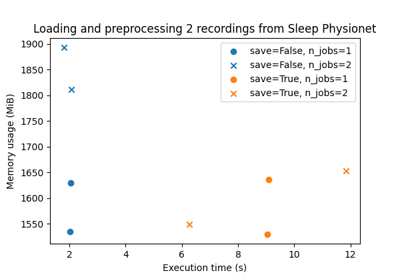 Loading and preprocessing 2 recordings from Sleep Physionet
1900
1850
1800
1750
1700
1650
1600
1550
Memory usage (MiB)
save=False, n_jobs=1
save=False, n_jobs=2
save=True, n_jobs=1
save=True, n_jobs=2
2 4 6 8 10 12
Execution time (s)